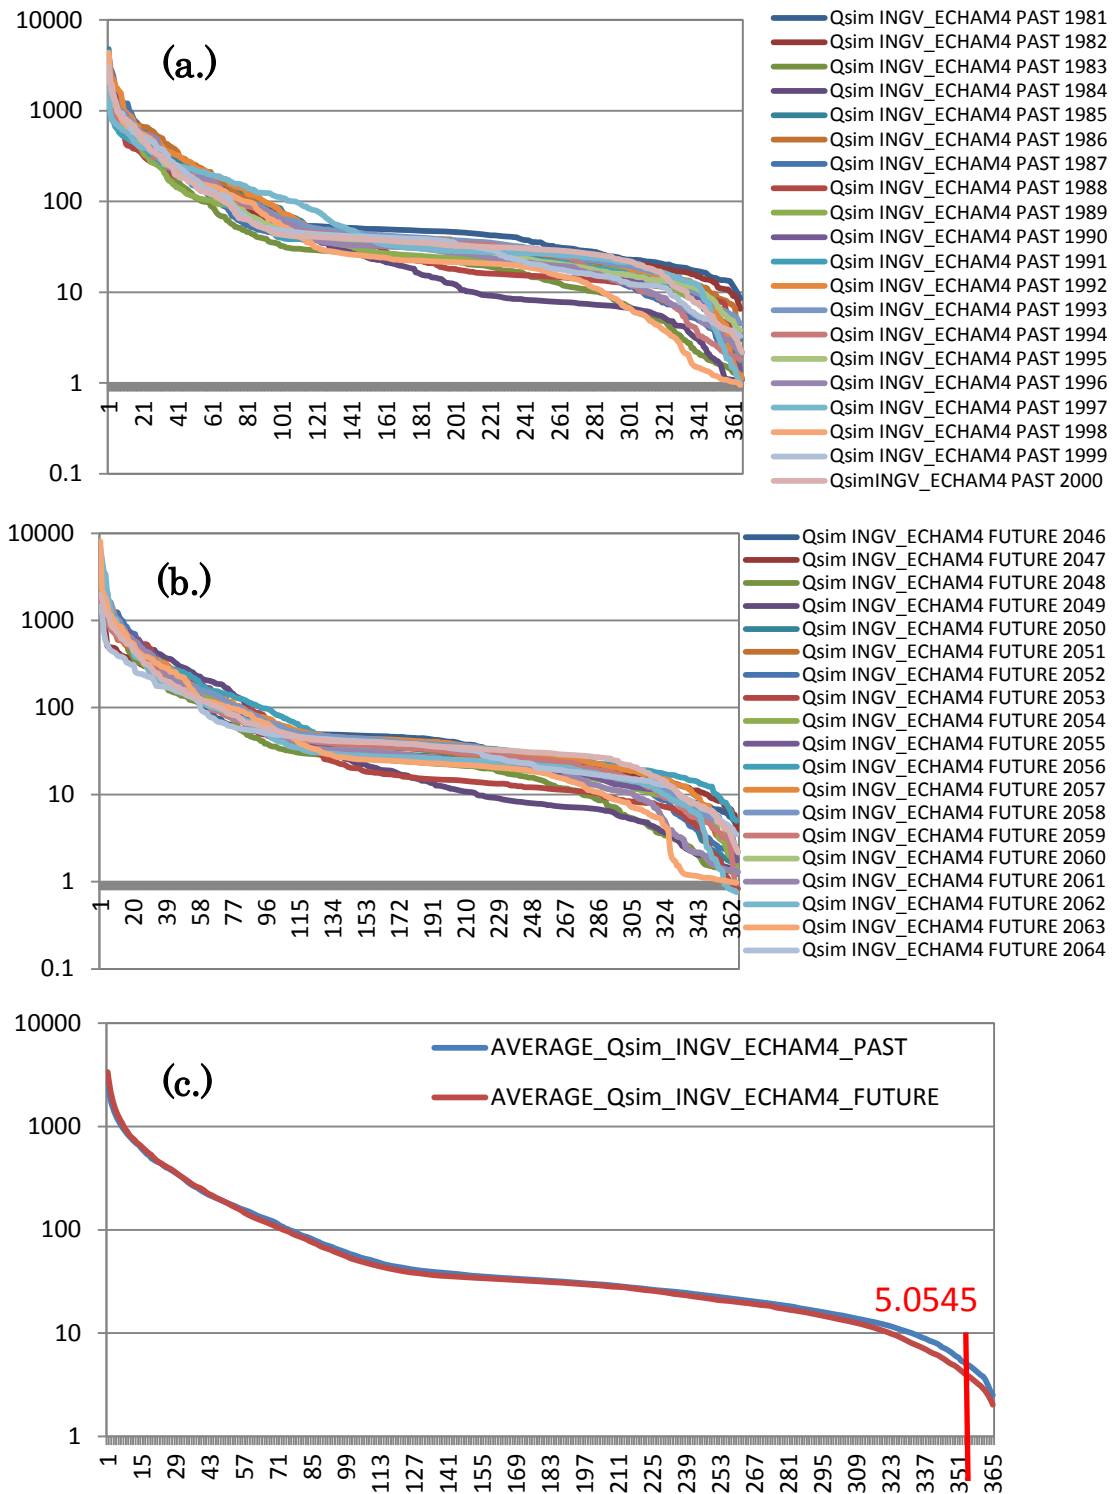 10000
1000
100
10
1
0.1
(a.)
1 21 41 61 81 101 121 141 161 181 201 221 241 261 281 301 321 341 361
Qsim INGV_ECHAM4 PAST 1981
Qsim INGV_ECHAM4 PAST 1982
Qsim INGV_ECHAM4 PAST 1983
Qsim INGV_ECHAM4 PAST 1984
Qsim INGV_ECHAM4 PAST 1985
Qsim INGV_ECHAM4 PAST 1986
Qsim INGV_ECHAM4 PAST 1987
Qsim INGV_ECHAM4 PAST 1988
Qsim INGV_ECHAM4 PAST 1989
Qsim INGV_ECHAM4 PAST 1990
Qsim INGV_ECHAM4 PAST 1991
Qsim INGV_ECHAM4 PAST 1992
Qsim INGV_ECHAM4 PAST 1993
Qsim INGV_ECHAM4 PAST 1994
Qsim INGV_ECHAM4 PAST 1995
Qsim INGV_ECHAM4 PAST 1996
Qsim INGV_ECHAM4 PAST 1997
Qsim INGV_ECHAM4 PAST 1998
Qsim INGV_ECHAM4 PAST 1999
QsimINGV_ECHAM4 PAST 2000
10000
1000
100
10
1
0.1
(b.)
1 20 39 58 77 96 115 134 153 172 191 210 229 248 267 286 305 324 343 362
Qsim INGV_ECHAM4 FUTURE 2046
Qsim INGV_ECHAM4 FUTURE 2047
Qsim INGV_ECHAM4 FUTURE 2048
Qsim INGV_ECHAM4 FUTURE 2049
Qsim INGV_ECHAM4 FUTURE 2050
Qsim INGV_ECHAM4 FUTURE 2051
Qsim INGV_ECHAM4 FUTURE 2052
Qsim INGV_ECHAM4 FUTURE 2053
Qsim INGV_ECHAM4 FUTURE 2054
Qsim INGV_ECHAM4 FUTURE 2055
Qsim INGV_ECHAM4 FUTURE 2056
Qsim INGV_ECHAM4 FUTURE 2057
Qsim INGV_ECHAM4 FUTURE 2058
Qsim INGV_ECHAM4 FUTURE 2059
Qsim INGV_ECHAM4 FUTURE 2060
Qsim INGV_ECHAM4 FUTURE 2061
Qsim INGV_ECHAM4 FUTURE 2062
Qsim INGV_ECHAM4 FUTURE 2063
Qsim INGV_ECHAM4 FUTURE 2064
10000
1000
100
10
1
(c.)
AVERAGE_Qsim_INGV_ECHAM4_PAST
AVERAGE_Qsim_INGV_ECHAM4_FUTURE
5.0545
1 15 29 43 57 71 85 99 113 127 141 155 169 183 197 211 225 239 253 267 281 295 309 323 337 351 365